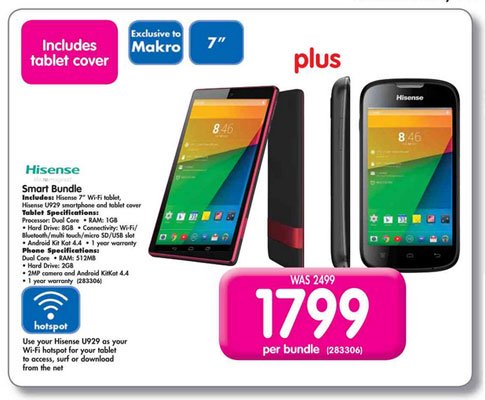 Includes
tablet cover
Exclusive to
Makro
7"
plus
8:46
Hisense
8:46
Hisense
Smart Bundle
Includes: Hisense 7" Wi-Fi tablet,
Hisense U929 smartphone and tablet cover
Tablet Specifications:
Processor: Dual Core • RAM: 1GB
• Hard Drive: 8GB • Connectivity: Wi-Fi/
Bluetooth/multi touch/micro SD/USB slot
• Android Kit Kat 4.4 • 1 year warranty
Phone Specifications:
Dual Core • RAM: 512MB
• Hard Drive: 2GB
• 2MP camera and Android KitKat 4.4
• 1 year warranty (283306)
hotspot
Use your Hisense U929 as your
Wi-Fi hotspot for your tablet
to access, surf or download
from the net
WAS 2499
1799
per bundle (283306)